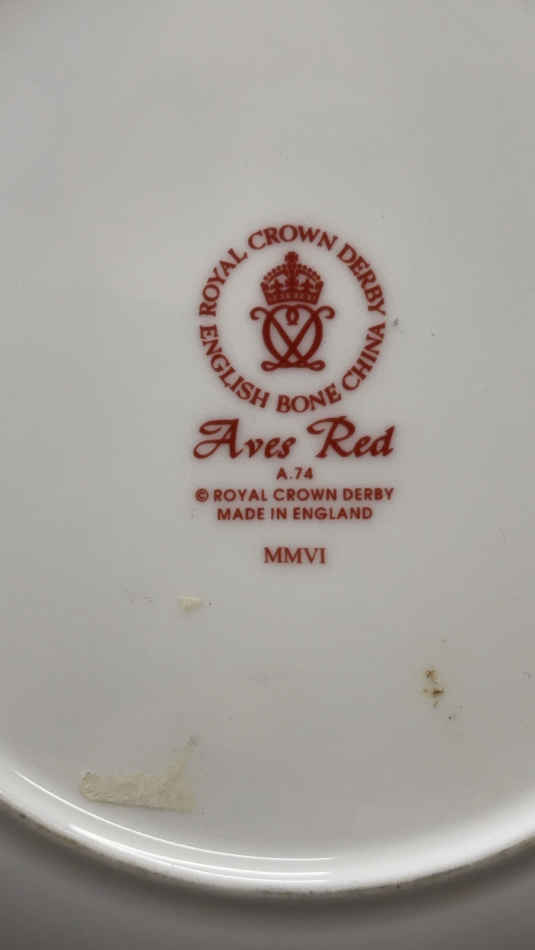 ROYAL CROWN DERBY
ENGLISH BONE CHINA
Aves Red
A.74
© ROYAL CROWN DERBY
MADE IN ENGLAND
MMVI